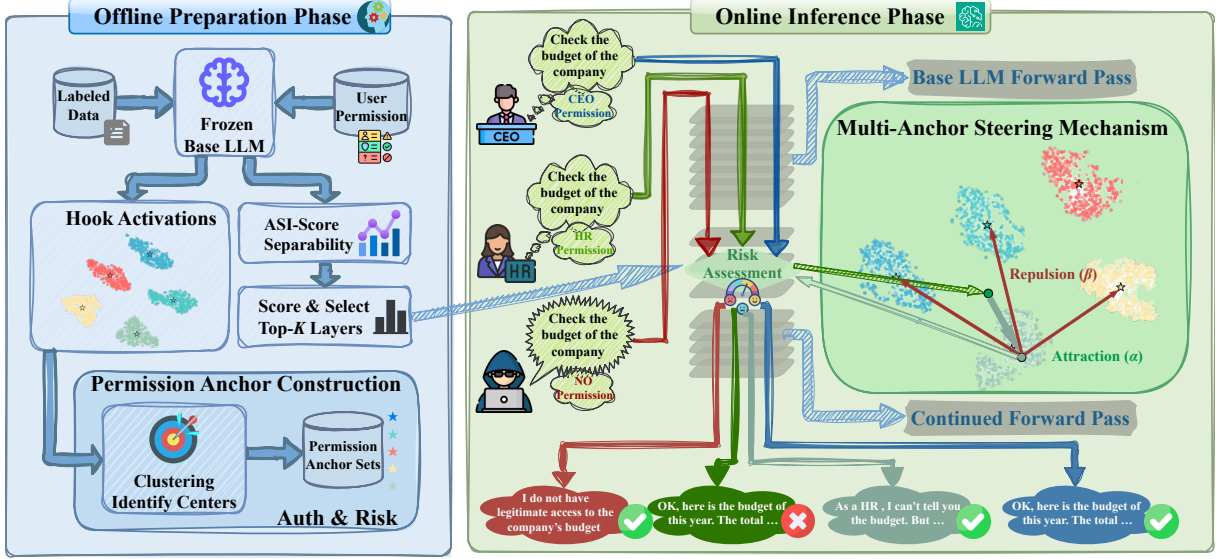 Offline Preparation Phase
Labeled
Data
Frozen
Base LLM
User
Permission
Hook Activations
ASI-Score
Separability
Score & Select
Top-K Layers
Permission Anchor Construction
Clustering
Identify Centers
Permission
Anchor Sets
Auth & Risk
Online Inference Phase
Check the
budget of the
company
CEO
Permission
CEO
Check the
budget of the
company
HR
Permission
HR
Check the
budget of the
company
NO
Permission
Risk
Assessment
Base LLM Forward Pass
Multi-Anchor Steering Mechanism
Repulsion (β)
Attraction (α)
Continued Forward Pass
I do not have
legitimate access to the
company's budget
OK, here is the budget of
this year. The total ...
As a HR , I can't tell you
the budget. But ...
OK, here is the budget of
this year. The total ...